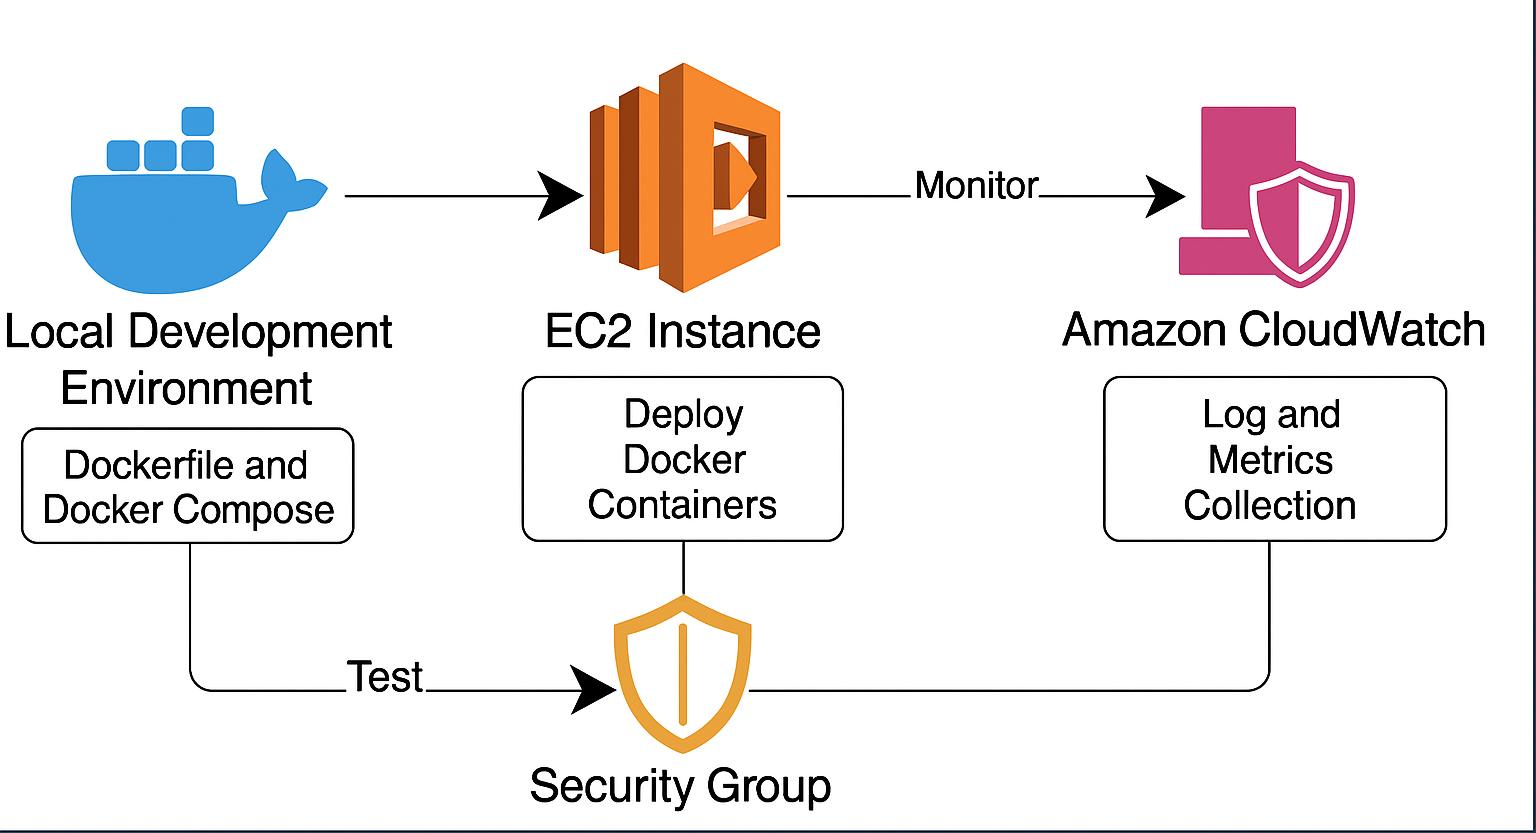 Monitor
Local Development
Environment
EC2 Instance
Amazon CloudWatch
Dockerfile and
Docker Compose
Deploy
Docker
Containers
Log and
Metrics
Collection
Test
Security Group